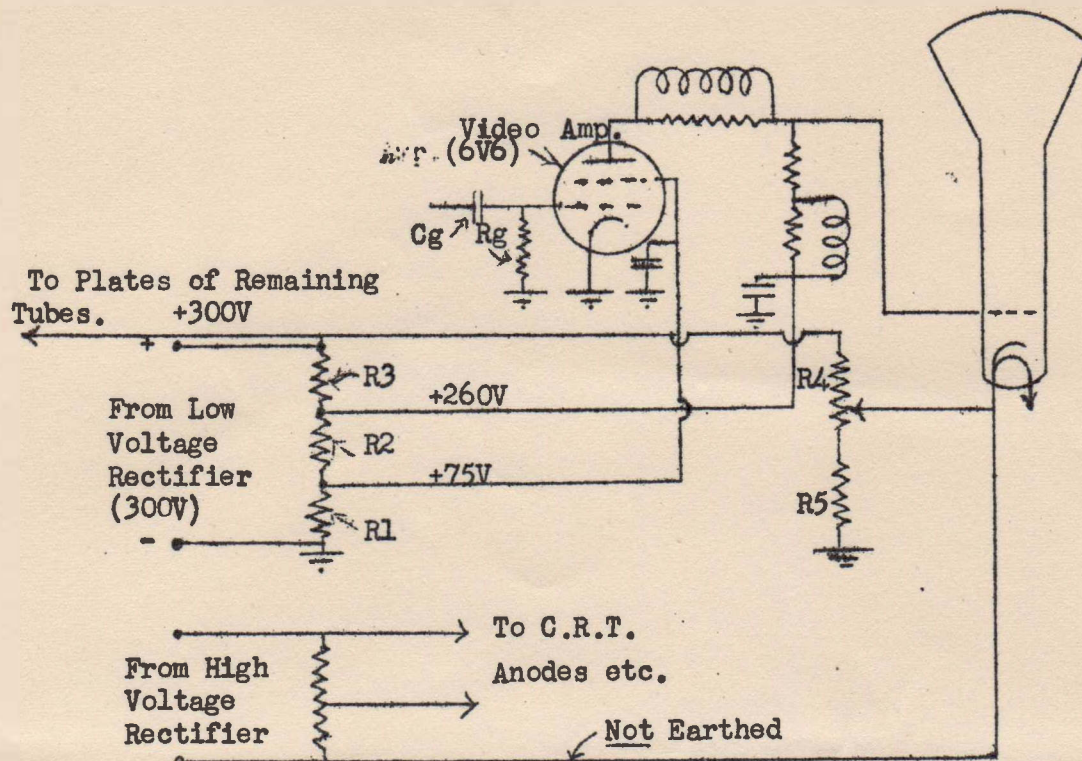 Video Amp.
(6V6)
Cg
Rg
To Plates of Remaining
Tubes.
+300V
+
R3
R4
From Low
Voltage
Rectifier
(300V)
+260V
R2
+75V
R5
-
R1
To C.R.T.
Anodes etc.
From High
Voltage
Rectifier
Not Earthed